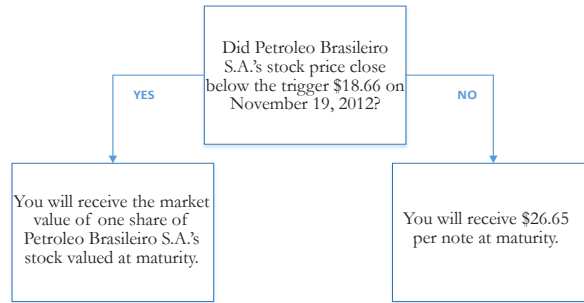 Did Petroleo Brasileiro
S.A.'s stock price close
below the trigger $18.66 on
November 19, 2012?
YES
NO
You will receive the market
value of one share of
Petroleo Brasileiro S.A.'s
stock valued at maturity.
You will receive $26.65
per note at maturity.